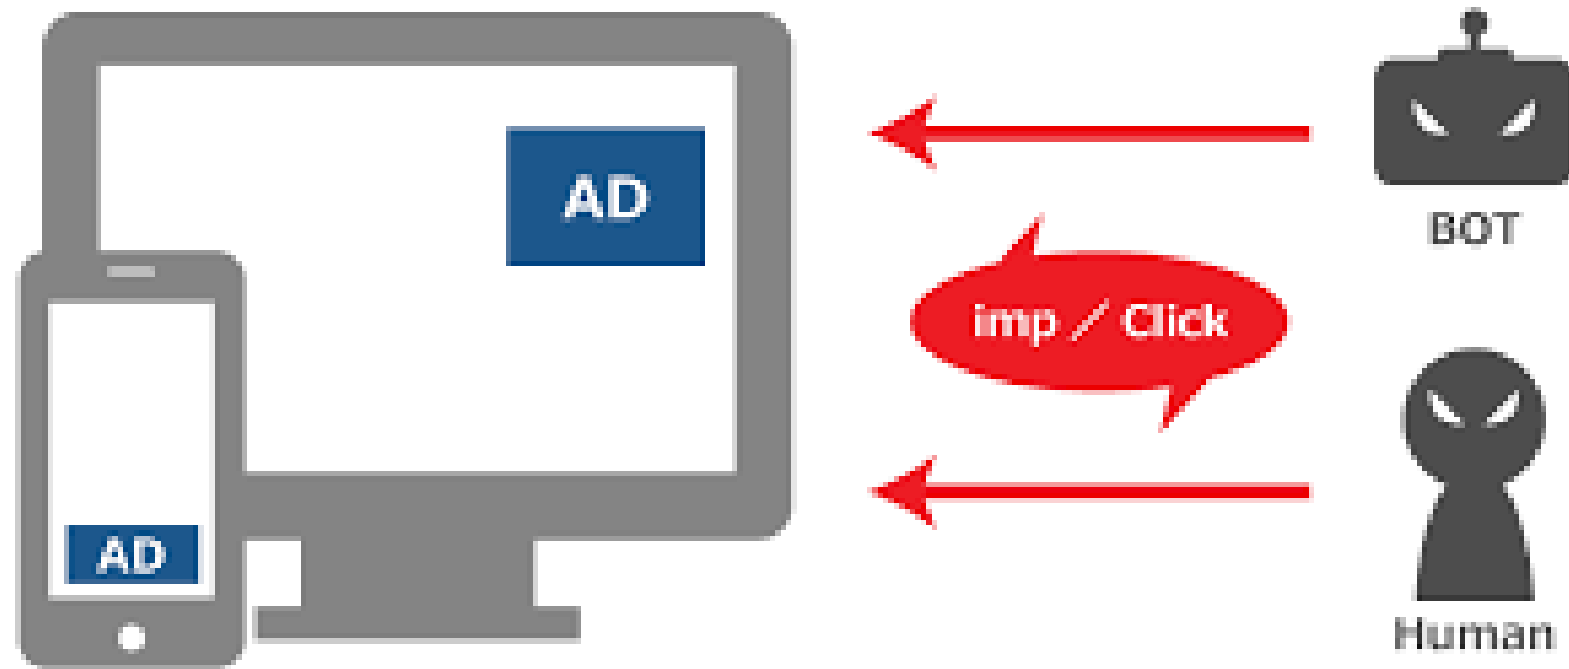 AD
BOT
imp / Click
AD
Human